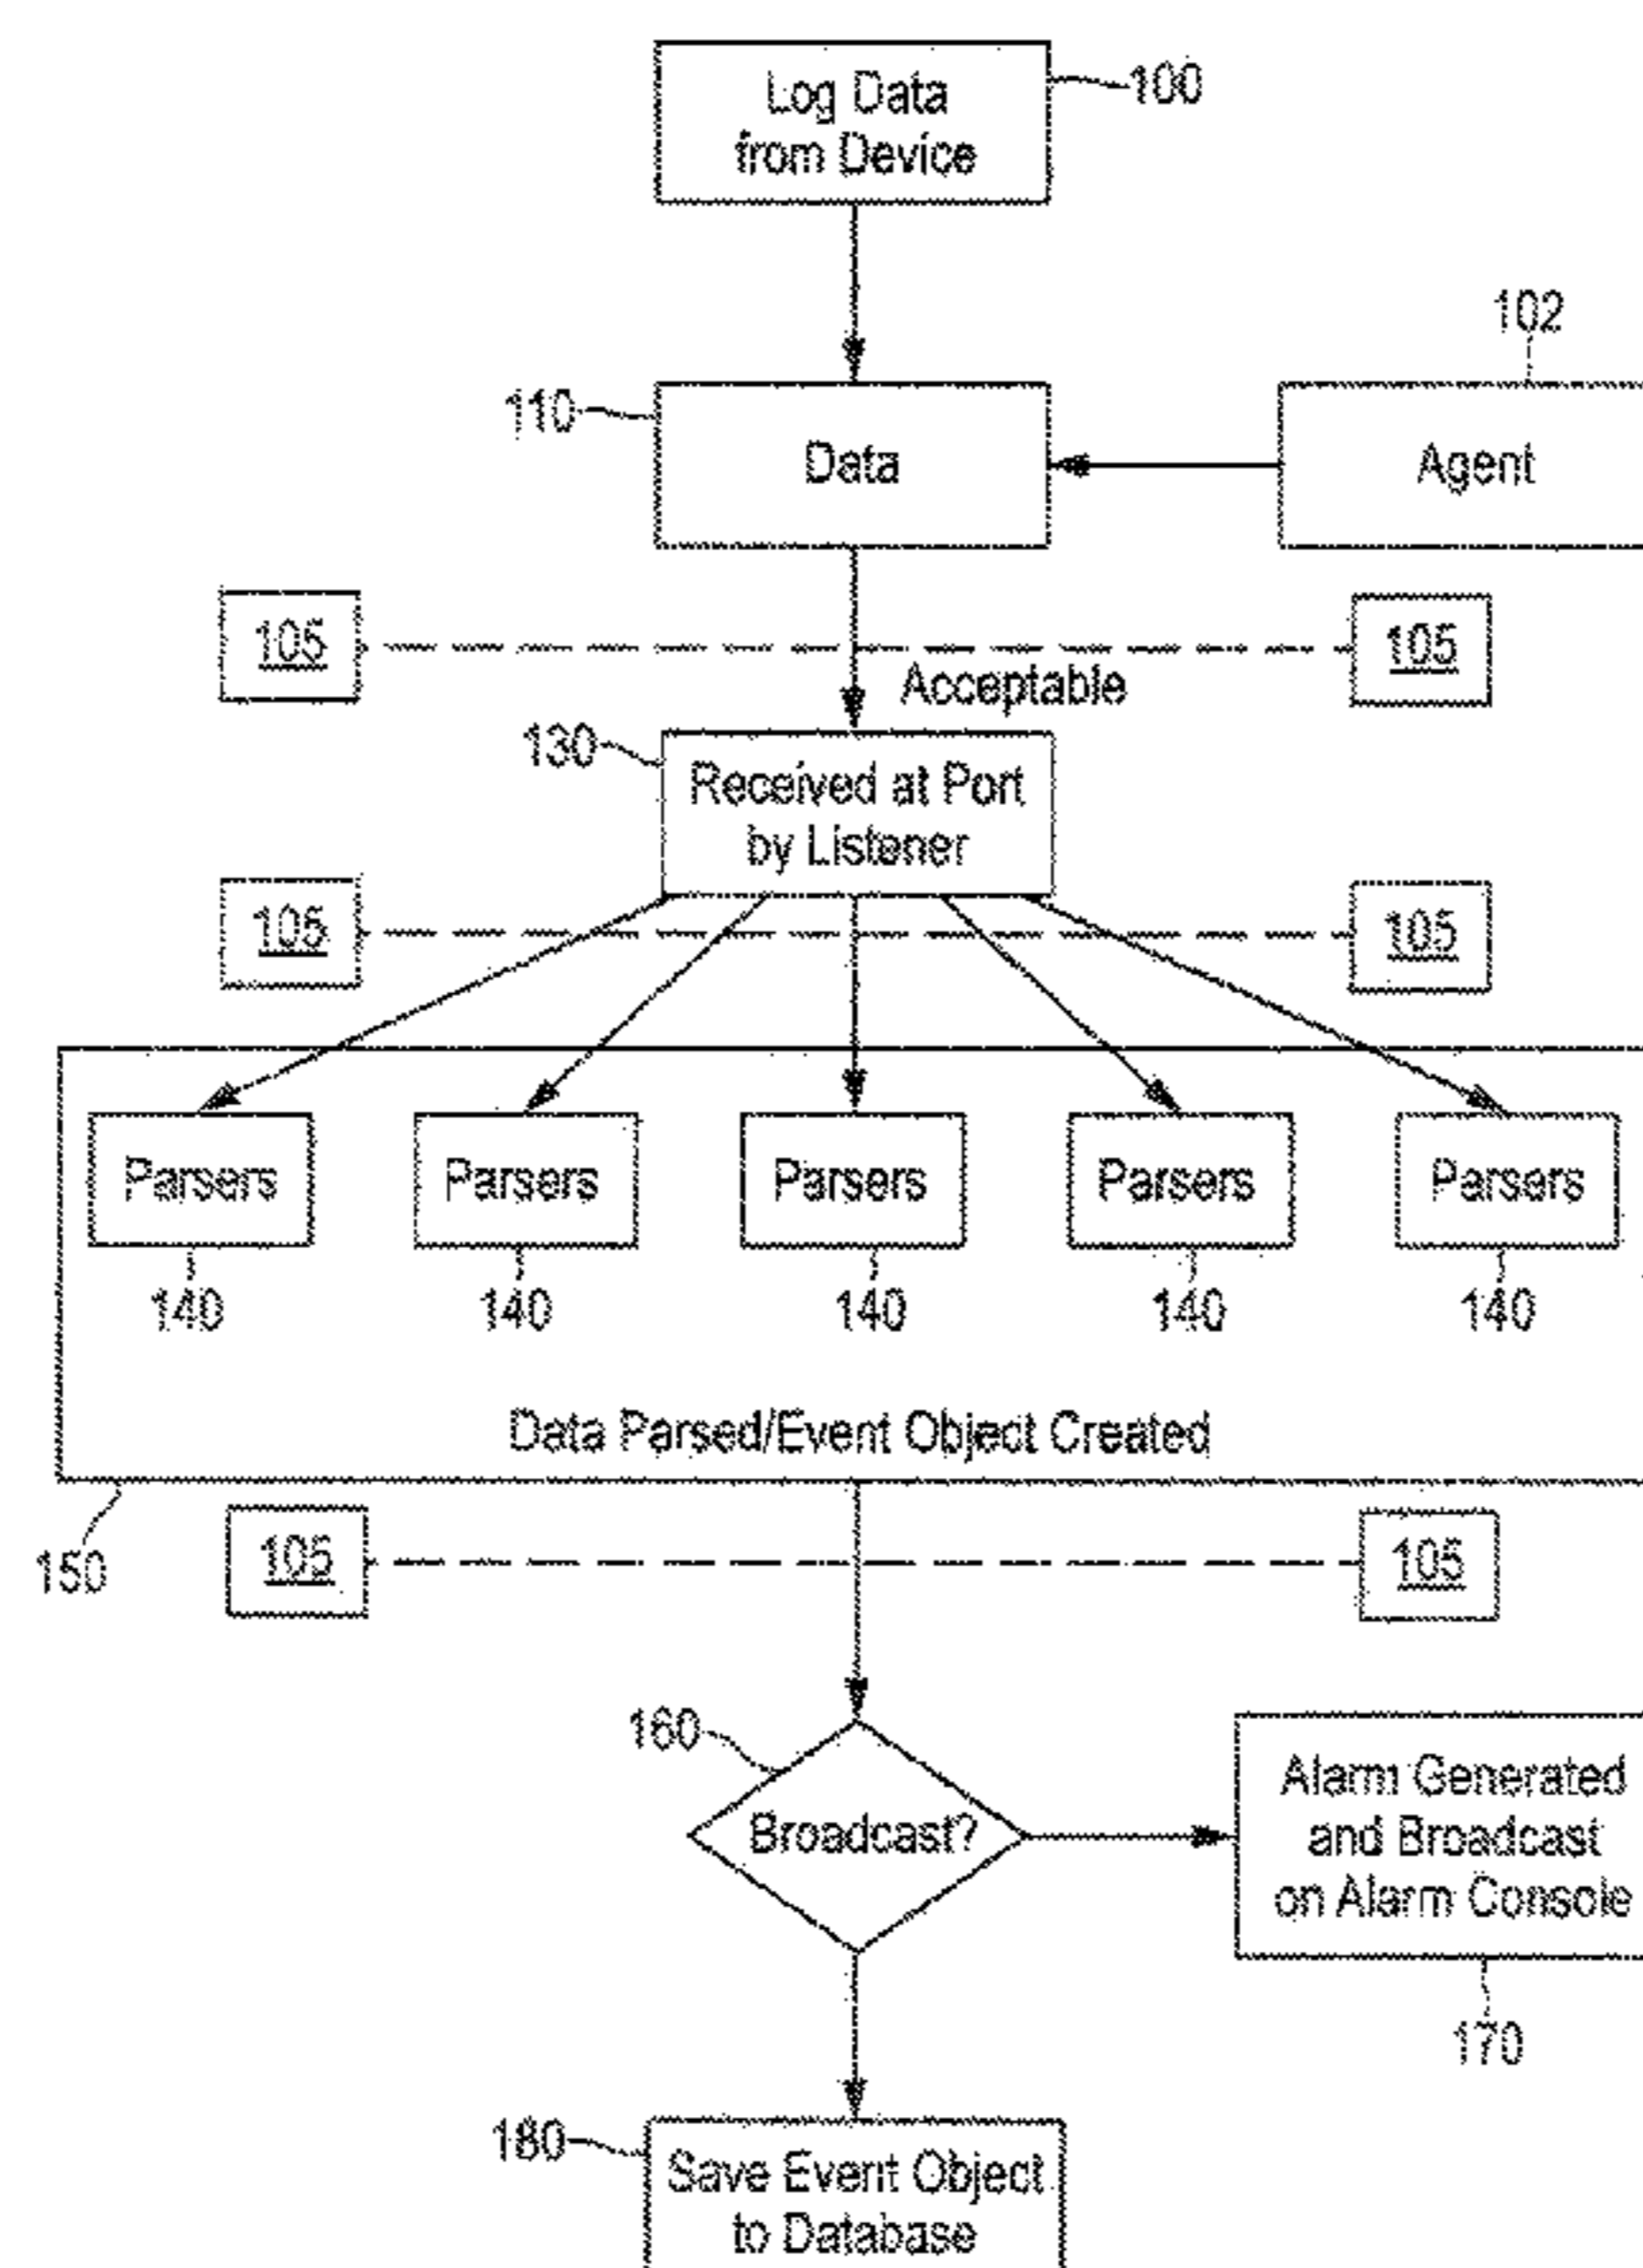 Log Data
from Device
100
102
110
Data
Agent
105
105
Acceptable
130
Received at Port
by Listener
105
105
Parsers Parsers Parsers Parsers Parsers
140 140 140 140 140
Data Parsed/Event Object Created
150
105
105
160
Broadcast?
Alarm Generated
and Broadcast
on Alarm Console
170
180
Save Event Object
to Database